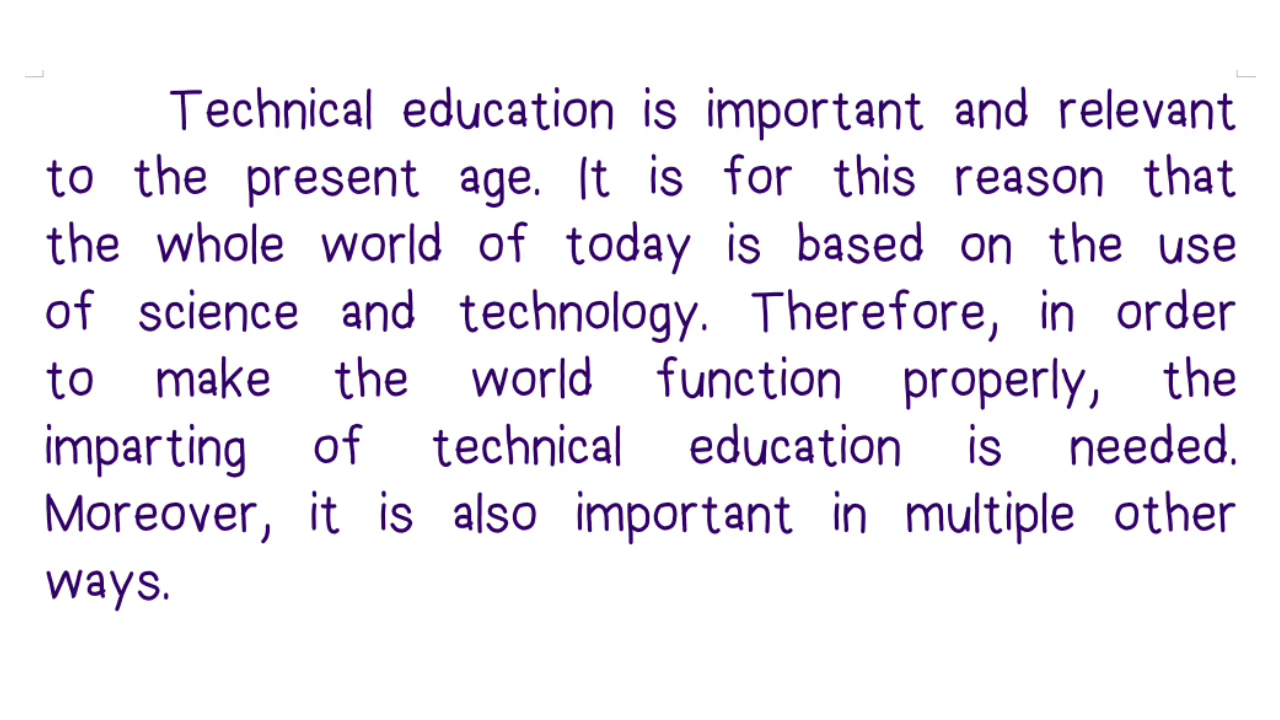 Technical education is important and relevant
to the present age. It is for this reason that
the whole world of today is based on the use
of science and technology. Therefore, in order
to make the world function properly, the
imparting of technical education is needed.
Moreover, it is also important in multiple other
ways.